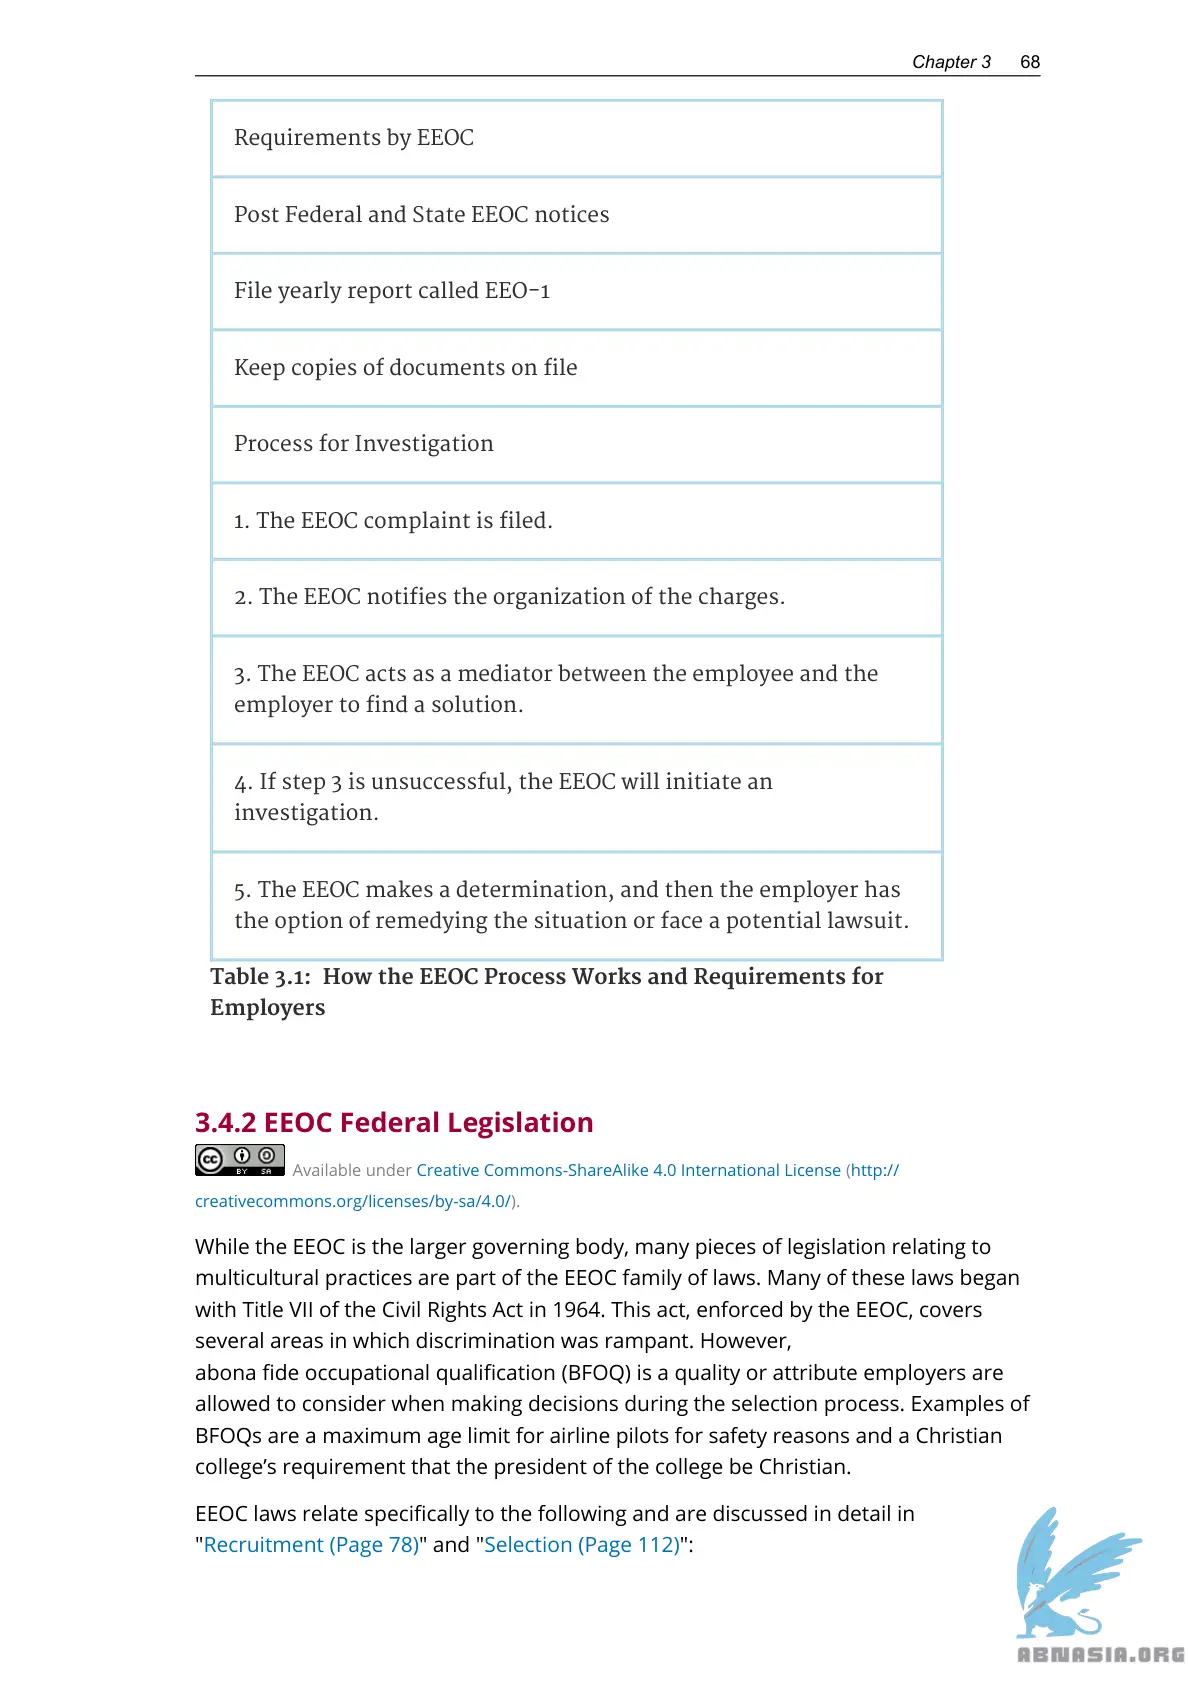 Chapter 3 68
Requirements by EEOC
Post Federal and State EEOC notices
File yearly report called EEO-1
Keep copies of documents on file
Process for Investigation
1. The EEOC complaint is filed.
2. The EEOC notifies the organization of the charges.
3. The EEOC acts as a mediator between the employee and the
employer to find a solution.
4. If step 3 is unsuccessful, the EEOC will initiate an
investigation.
5. The EEOC makes a determination, and then the employer has
the option of remedying the situation or face a potential lawsuit.
Table 3.1: How the EEOC Process Works and Requirements for
Employers
3.4.2 EEOC Federal Legislation
cc BY SA Available under Creative Commons-ShareAlike 4.0 International License (http://
creativecommons.org/licenses/by-sa/4.0/).
While the EEOC is the larger governing body, many pieces of legislation relating to
multicultural practices are part of the EEOC family of laws. Many of these laws began
with Title VII of the Civil Rights Act in 1964. This act, enforced by the EEOC, covers
several areas in which discrimination was rampant. However,
abona fide occupational qualification (BFOQ) is a quality or attribute employers are
allowed to consider when making decisions during the selection process. Examples of
BFOQs are a maximum age limit for airline pilots for safety reasons and a Christian
college’s requirement that the president of the college be Christian.
EEOC laws relate specifically to the following and are discussed in detail in
"Recruitment (Page 78)" and "Selection (Page 112)":
ABNASIA.ORG